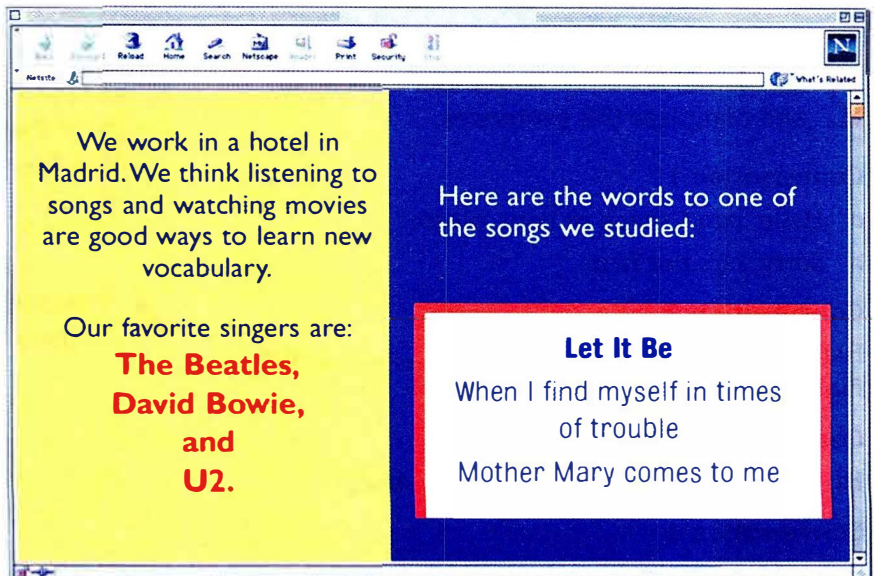 Reload Home Search Netscape Print Security
Netsite
What's Related
We work in a hotel in
Madrid. We think listening to
songs and watching movies
are good ways to learn new
vocabulary.
Our favorite singers are:
The Beatles,
David Bowie,
and
U2.
Here are the words to one of
the songs we studied:
Let It Be
When I find myself in times
of trouble
Mother Mary comes to me